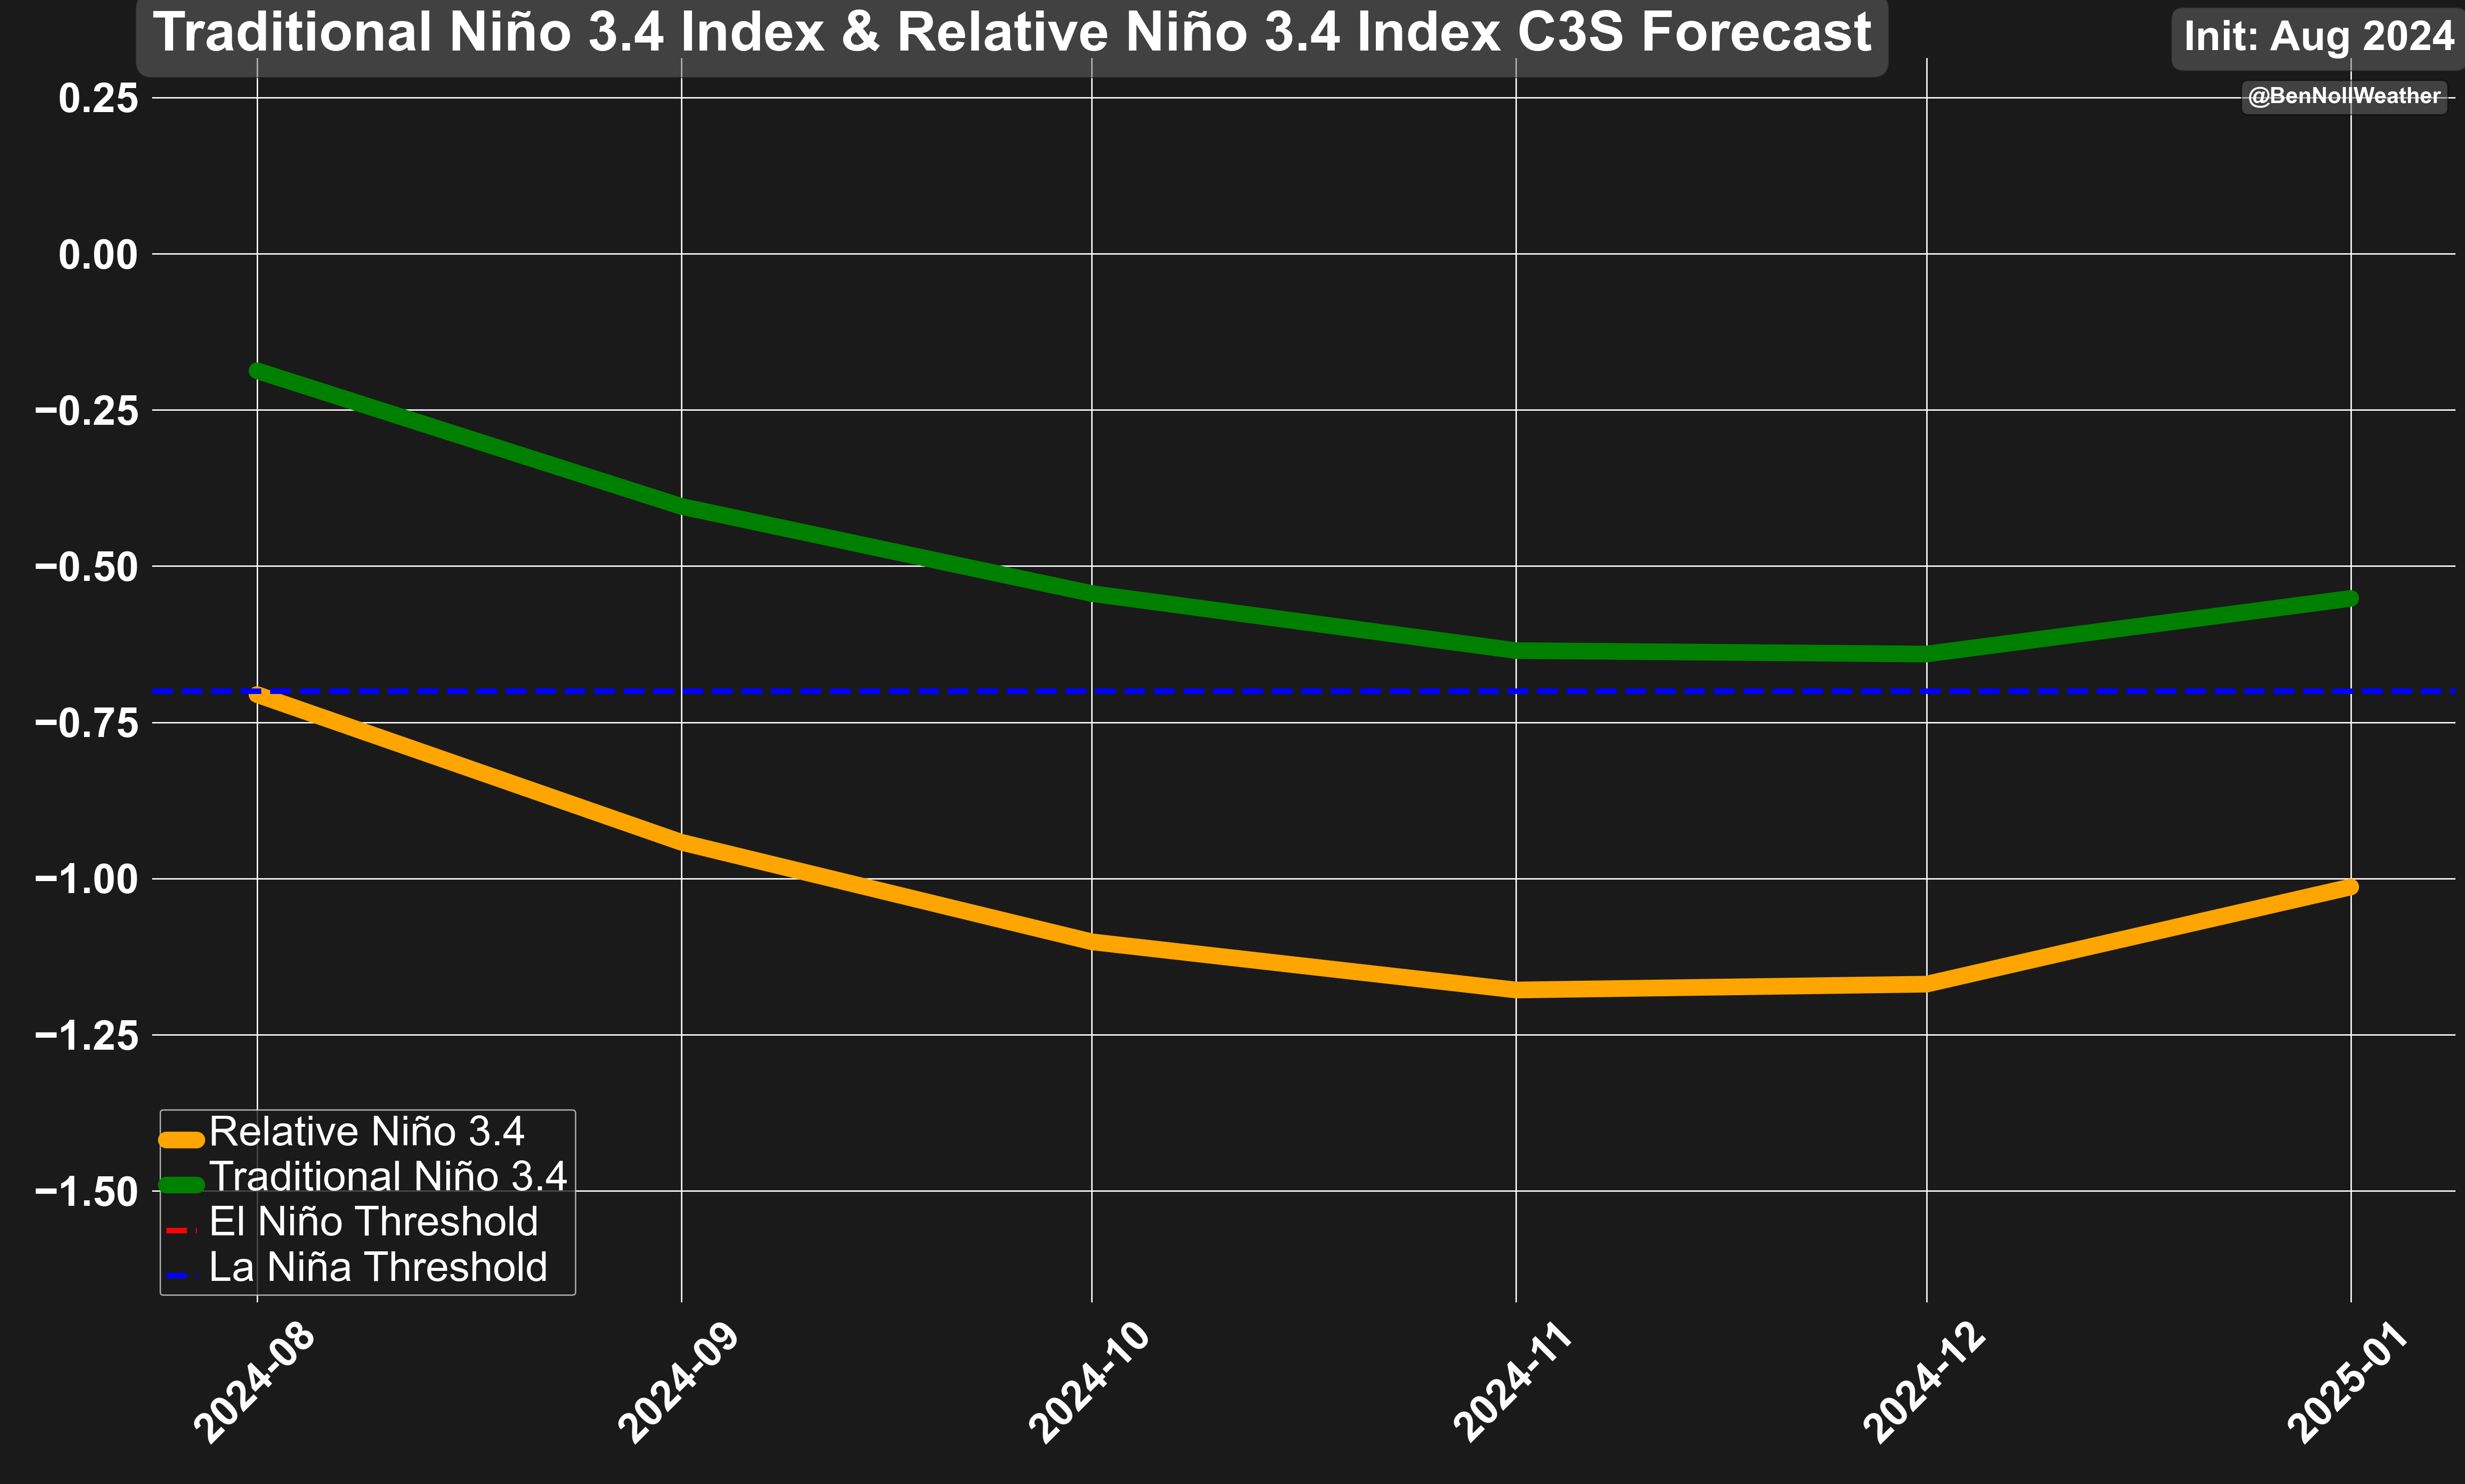 Traditional Niño 3.4 Index & Relative Niño 3.4 Index C3S Forecast
Init: Aug 2024
@BenNollWeather
0.25
0.00
−0.25
−0.50
−0.75
−1.00
−1.25
−1.50
Relative Niño 3.4
Traditional Niño 3.4
El Niño Threshold
La Niña Threshold
2024-08
2024-09
2024-10
2024-11
2024-12
2025-01